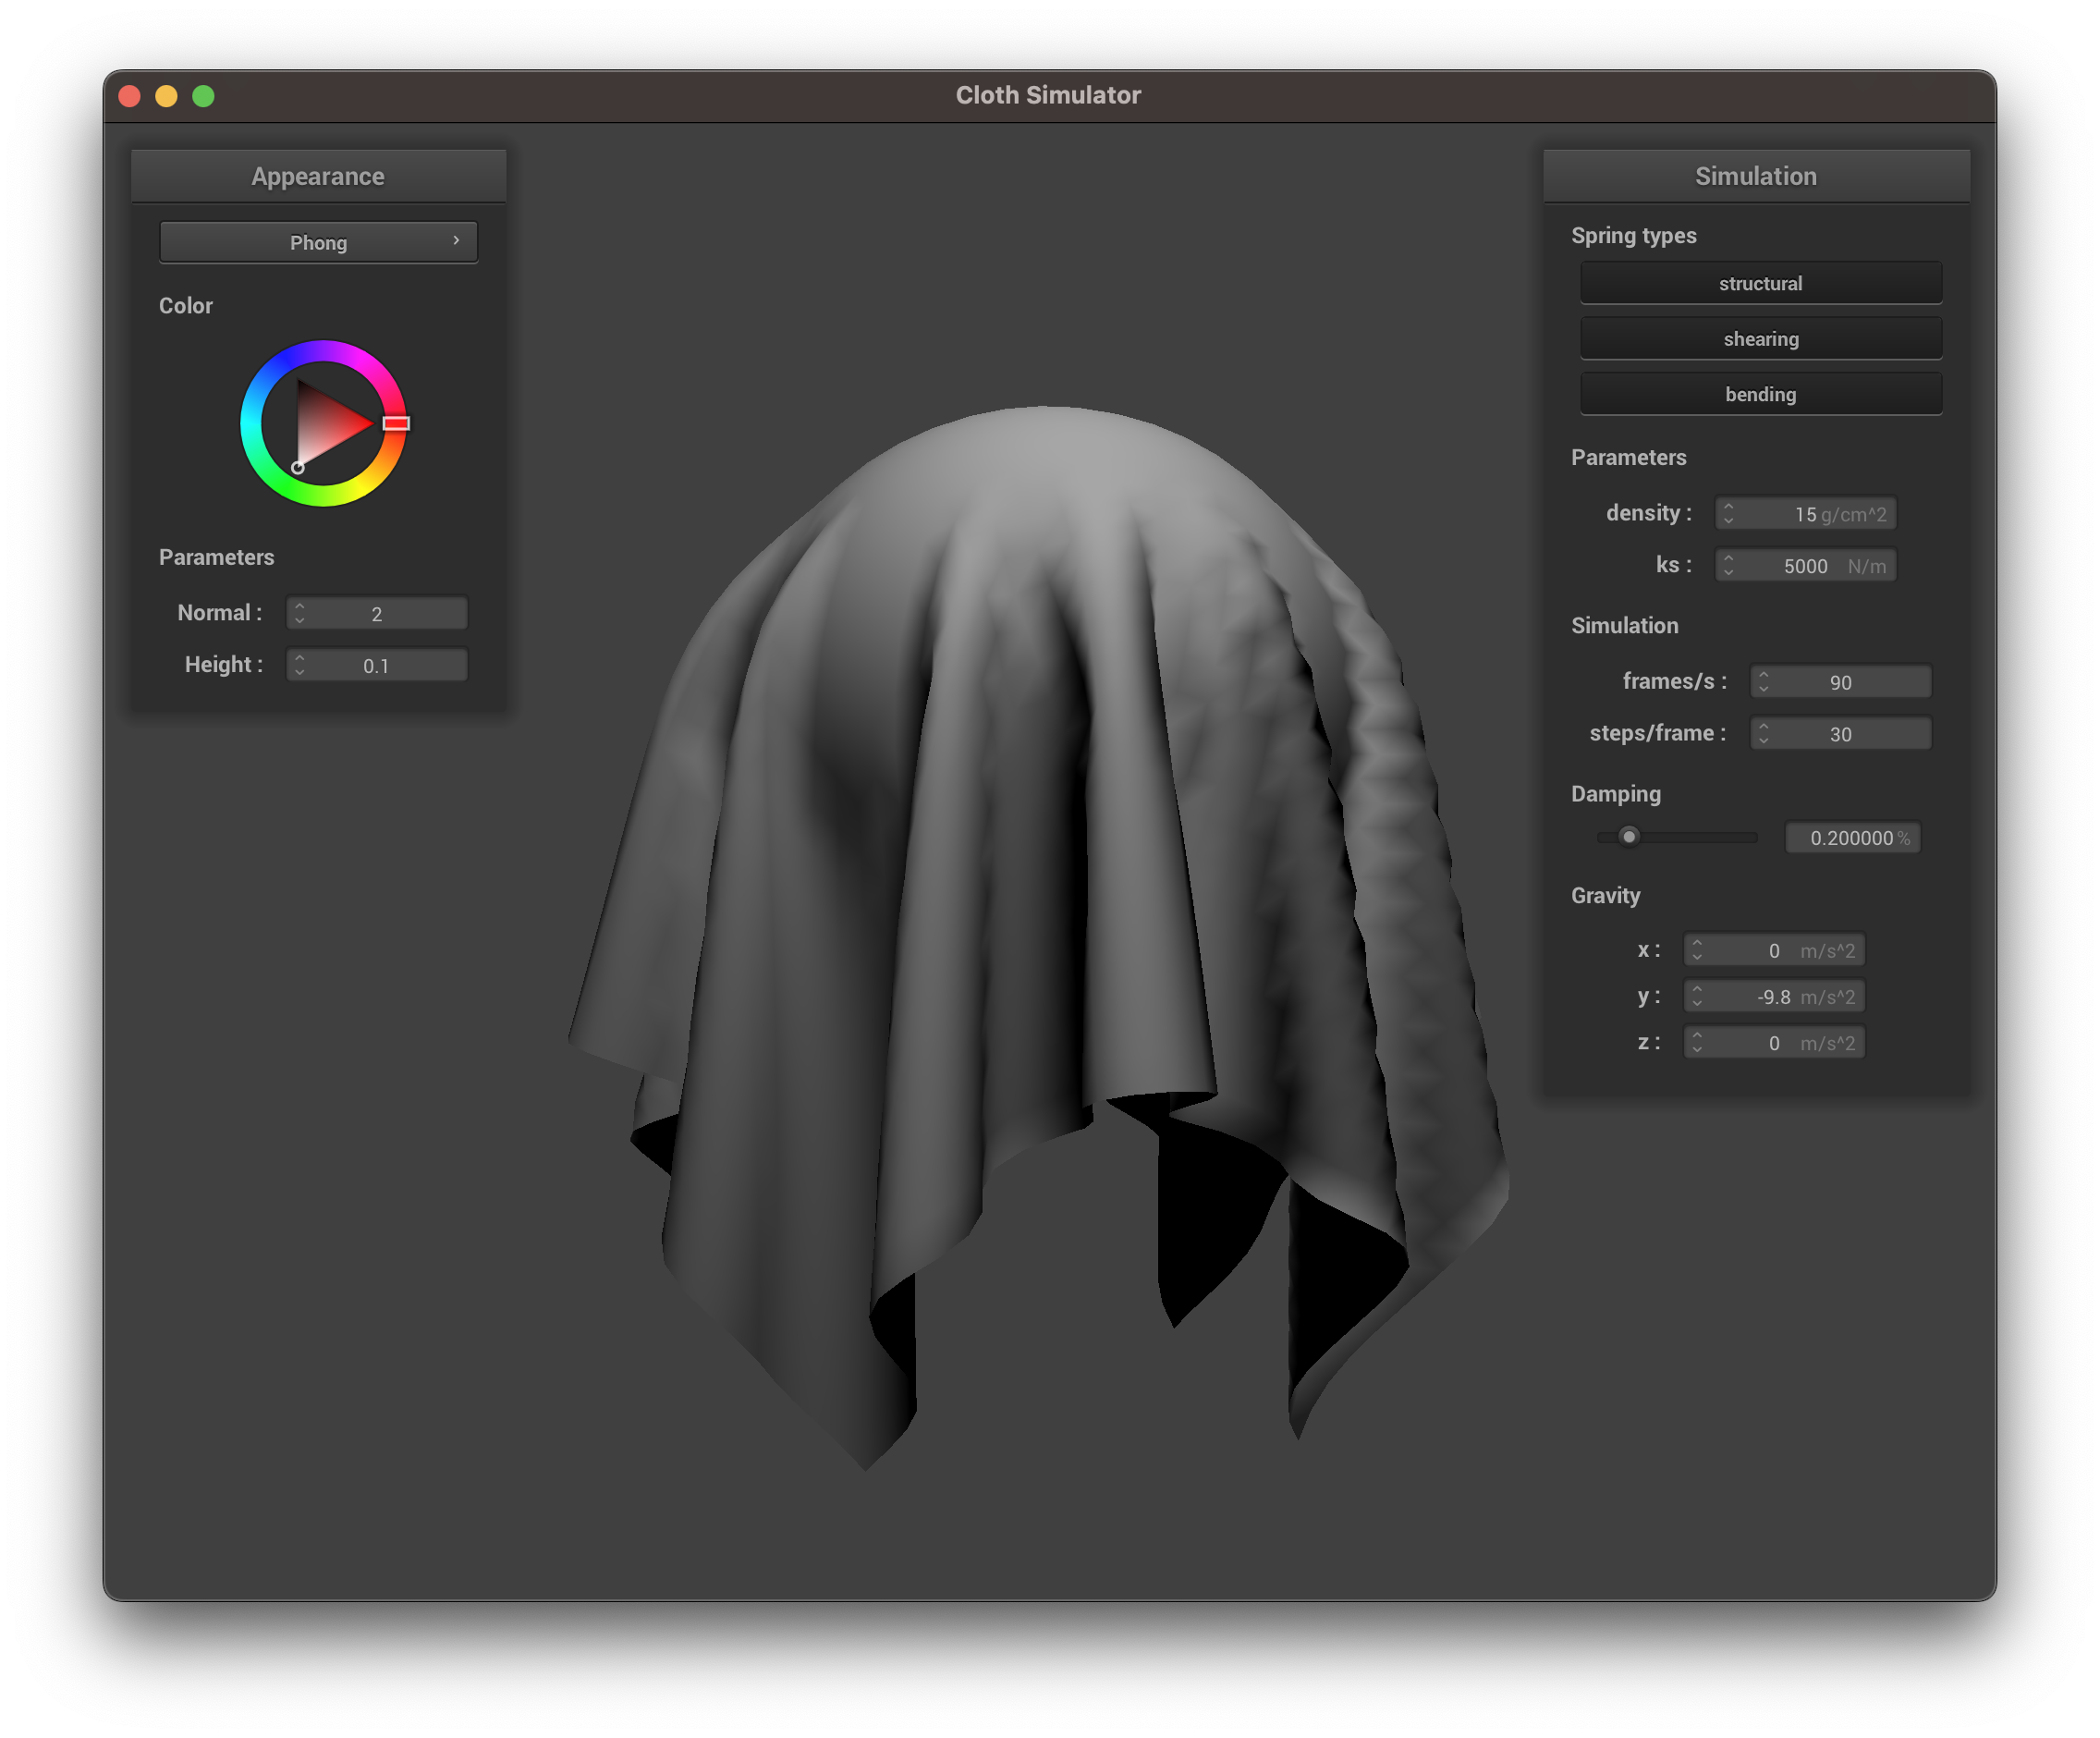 Cloth Simulator
Appearance
Phong
Color
Parameters
Normal : 2
Height : 0.1
Simulation
Spring types
structural
shearing
bending
Parameters
density : 15 g/cm^2
ks : 5000 N/m
Simulation
frames/s : 90
steps/frame : 30
Damping
0.200000 %
Gravity
x : 0 m/s^2
y : -9.8 m/s^2
z : 0 m/s^2